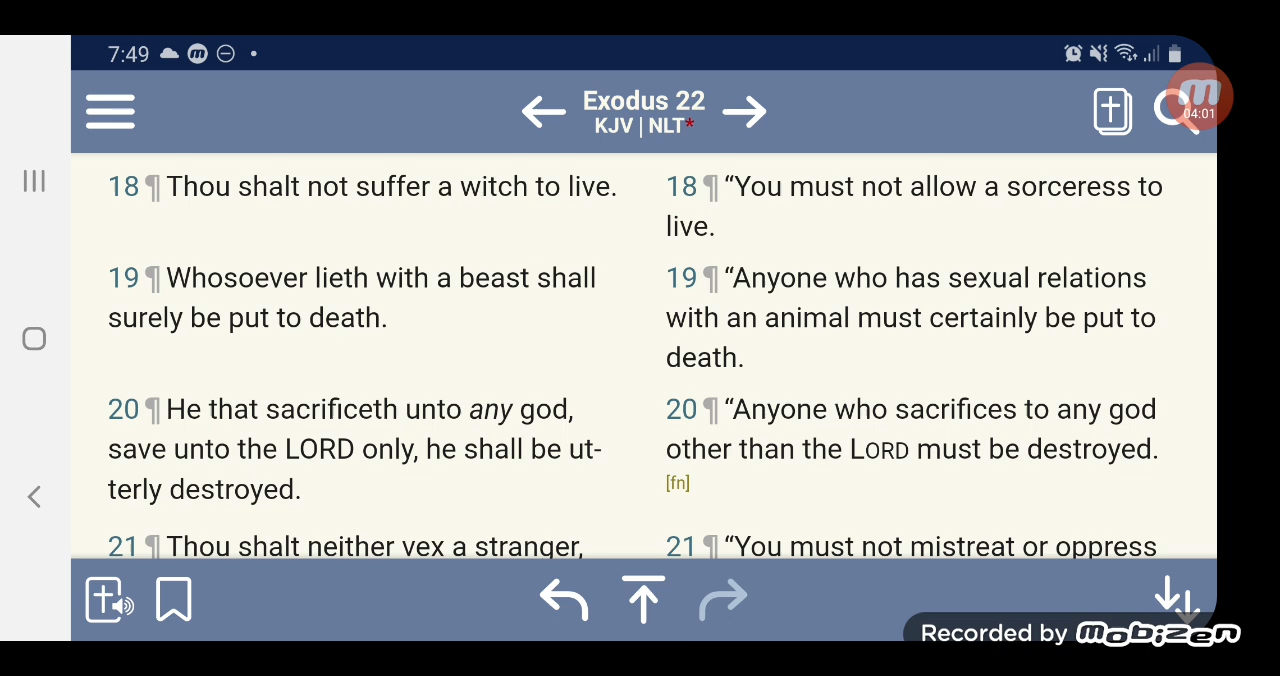 7:49
Exodus 22
KJV | NLT*
04:01
18 ¶ Thou shalt not suffer a witch to live.
19 ¶ Whosoever lieth with a beast shall
surely be put to death.
20 ¶ He that sacrificeth unto any god,
save unto the LORD only, he shall be ut-
terly destroyed.
21 ¶ Thou shalt neither vex a stranger,
18 ¶ “You must not allow a sorceress to
live.
19 ¶ “Anyone who has sexual relations
with an animal must certainly be put to
death.
20 ¶ “Anyone who sacrifices to any god
other than the LORD must be destroyed.
[fn]
21 ¶ “You must not mistreat or oppress
Recorded by mobizen